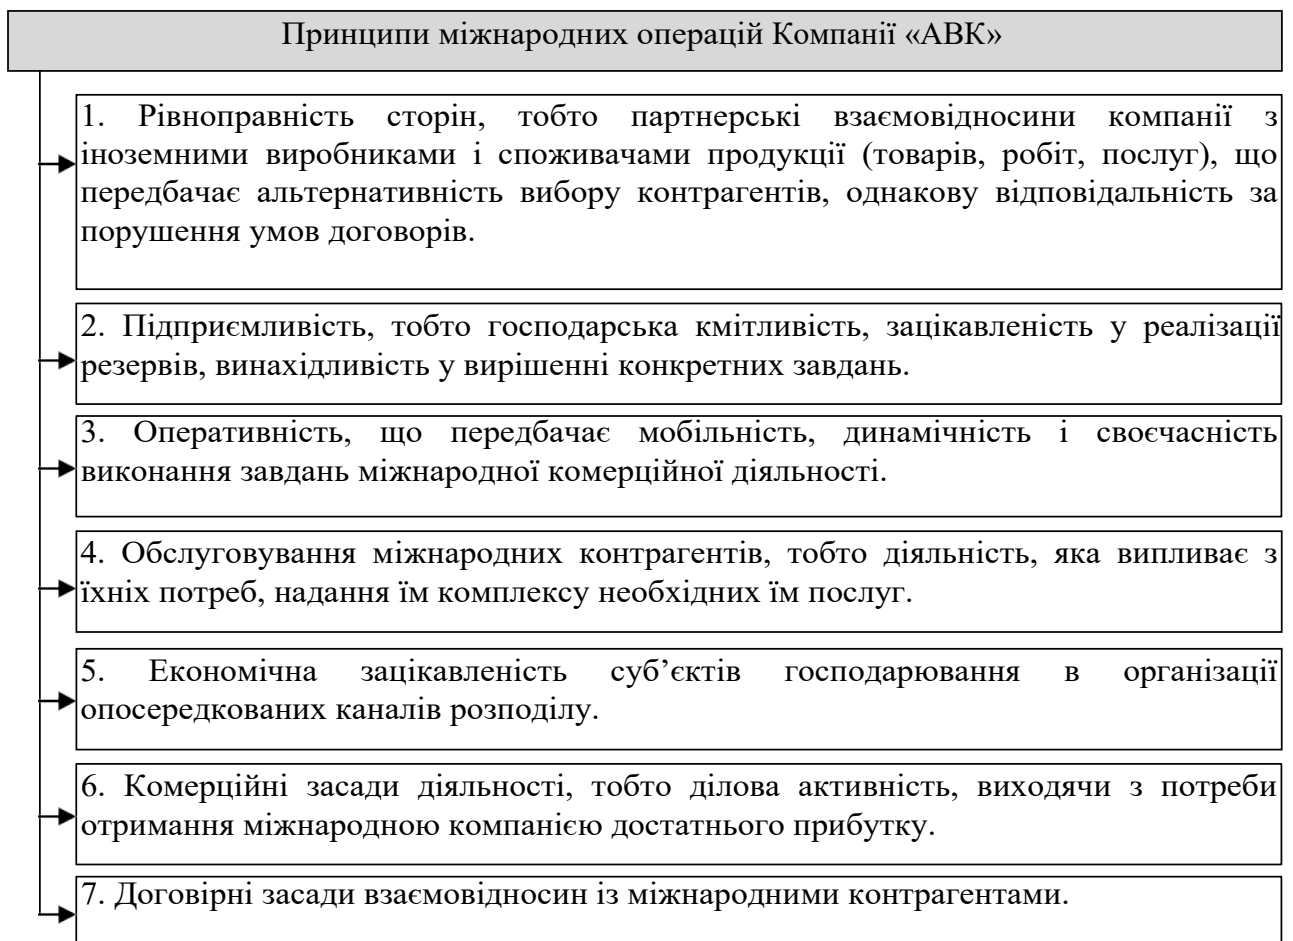 Принципи міжнародних операцій Компанії «АВК»
1. Рівноправність сторін, тобто партнерські взаємовідносини компанії з
іноземними виробниками і споживачами продукції (товарів, робіт, послуг), що
передбачає альтернативність вибору контрагентів, однакову відповідальність за
порушення умов договорів.
2. Підприємливість, тобто господарська кмітливість, зацікавленість у реалізації
резервів, винахідливість у вирішенні конкретних завдань.
3. Оперативність, що передбачає мобільність, динамічність і своєчасність
виконання завдань міжнародної комерційної діяльності.
4. Обслуговування міжнародних контрагентів, тобто діяльність, яка випливає з
їхніх потреб, надання їм комплексу необхідних їм послуг.
5. Економічна зацікавленість суб’єктів господарювання в організації
опосередкованих каналів розподілу.
6. Комерційні засади діяльності, тобто ділова активність, виходячи з потреби
отримання міжнародною компанією достатнього прибутку.
7. Договірні засади взаємовідносин із міжнародними контрагентами.